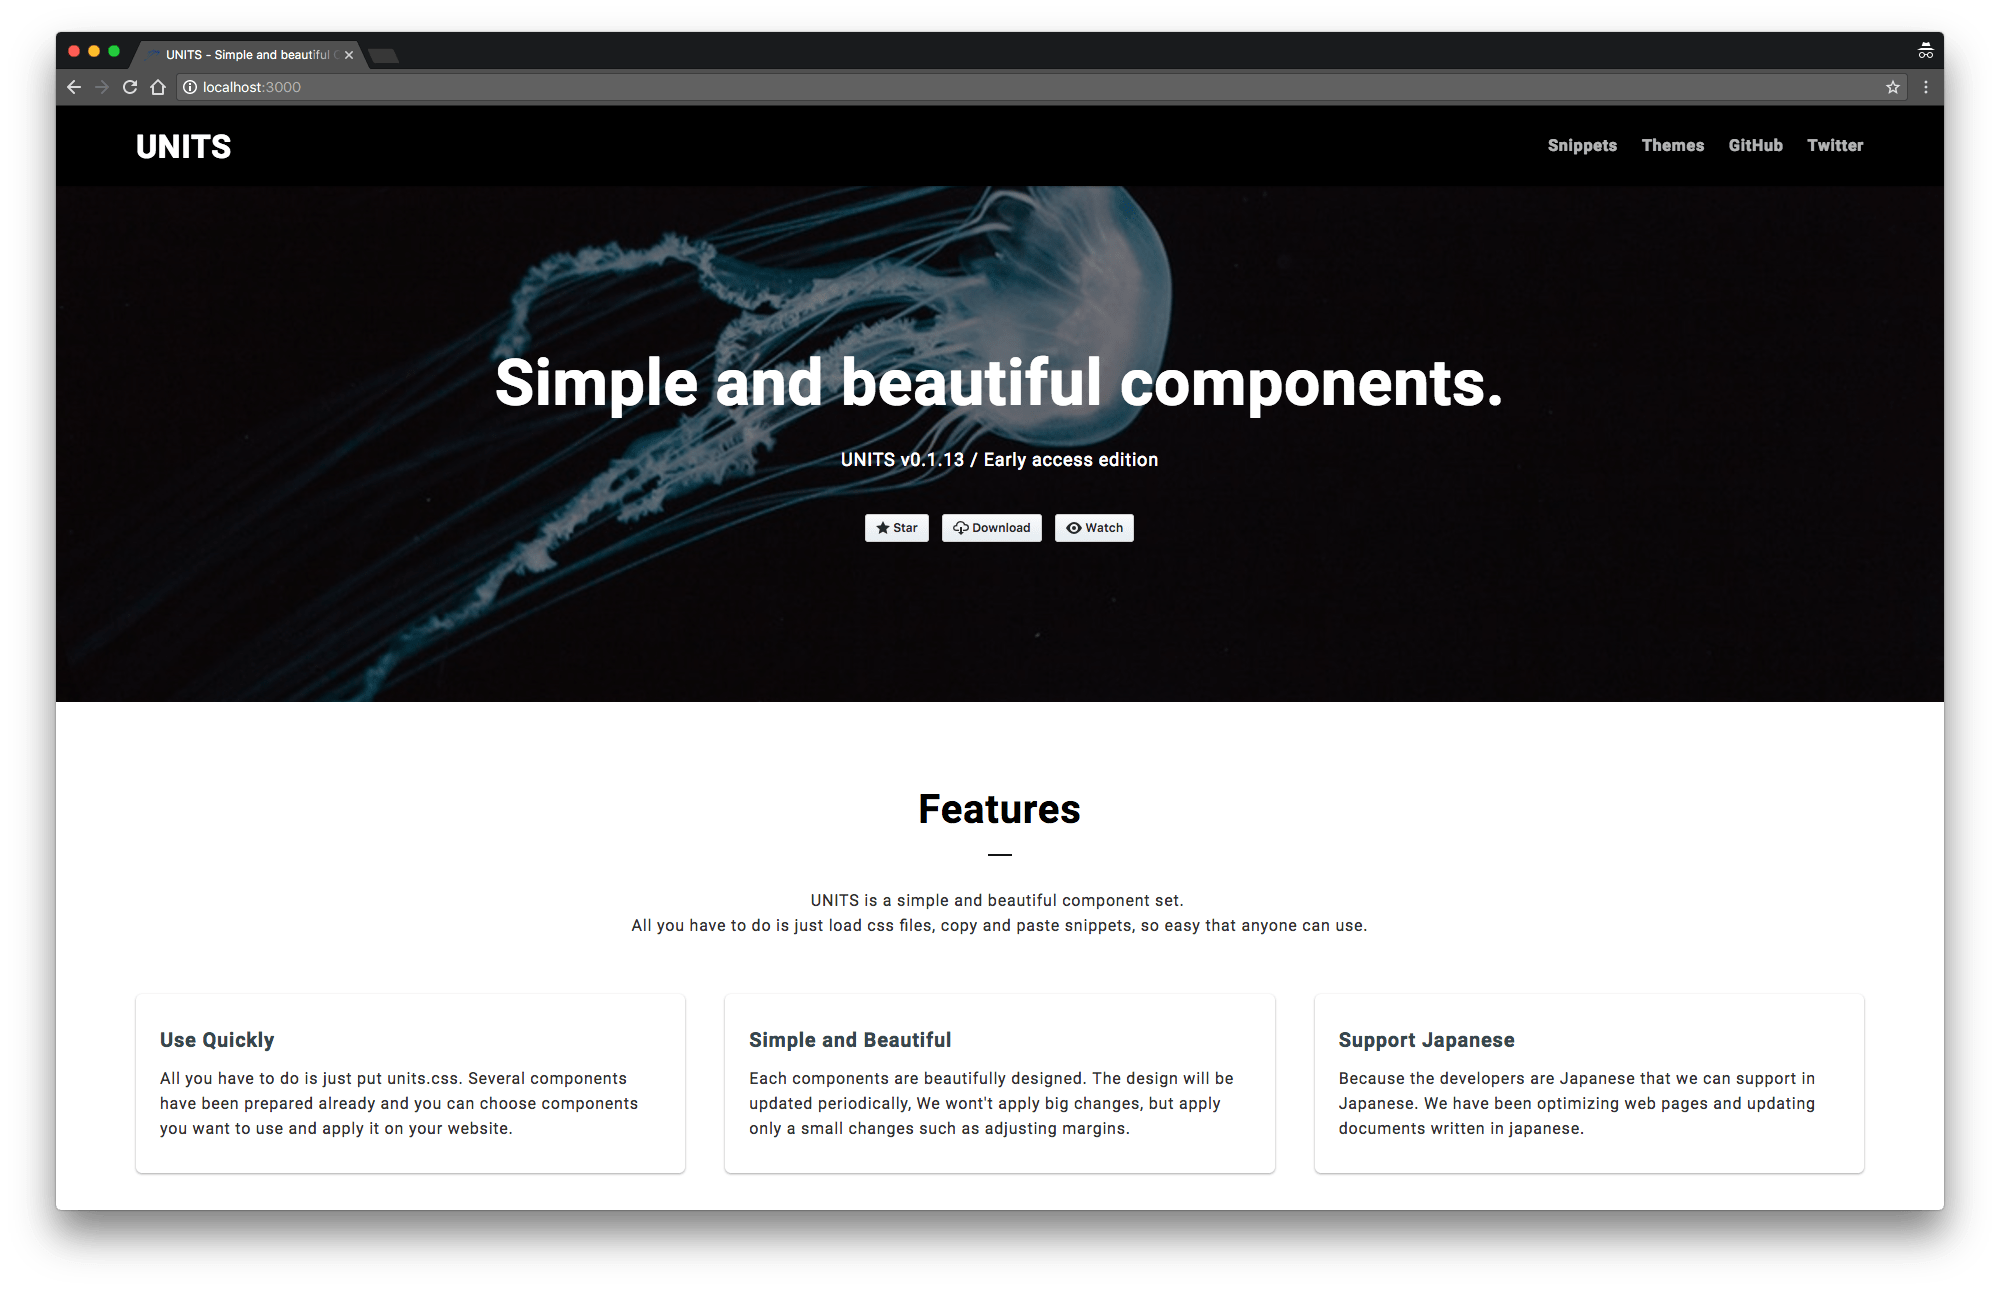 UNITS - Simple and beautiful
localhost:3000
UNITS
Snippets Themes GitHub Twitter
Simple and beautiful components.
UNITS v0.1.13 / Early access edition
Star Download Watch
Features
UNITS is a simple and beautiful component set.
All you have to do is just load css files, copy and paste snippets, so easy that anyone can use.
Use Quickly
All you have to do is just put units.css. Several components
have been prepared already and you can choose components
you want to use and apply it on your website.
Simple and Beautiful
Each components are beautifully designed. The design will be
updated periodically, We wont't apply big changes, but apply
only a small changes such as adjusting margins.
Support Japanese
Because the developers are Japanese that we can support in
Japanese. We have been optimizing web pages and updating
documents written in japanese.